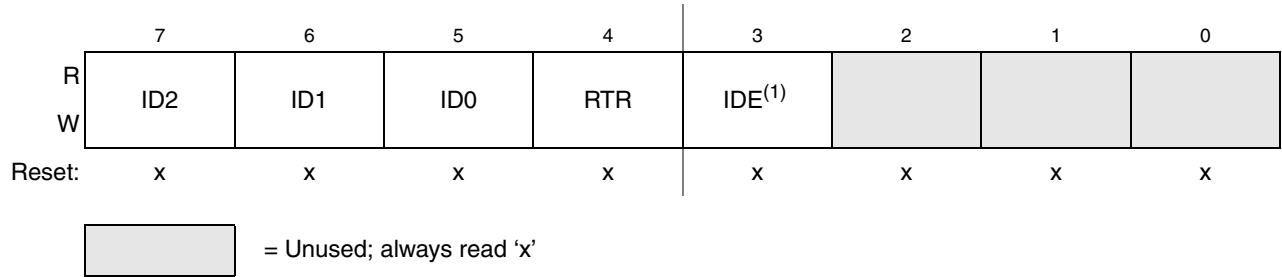 7 6 5 4 3 2 1 0
R
ID2 ID1 ID0 RTR IDE(1)
W
Reset: x x x x x x x x
= Unused; always read ‘x’